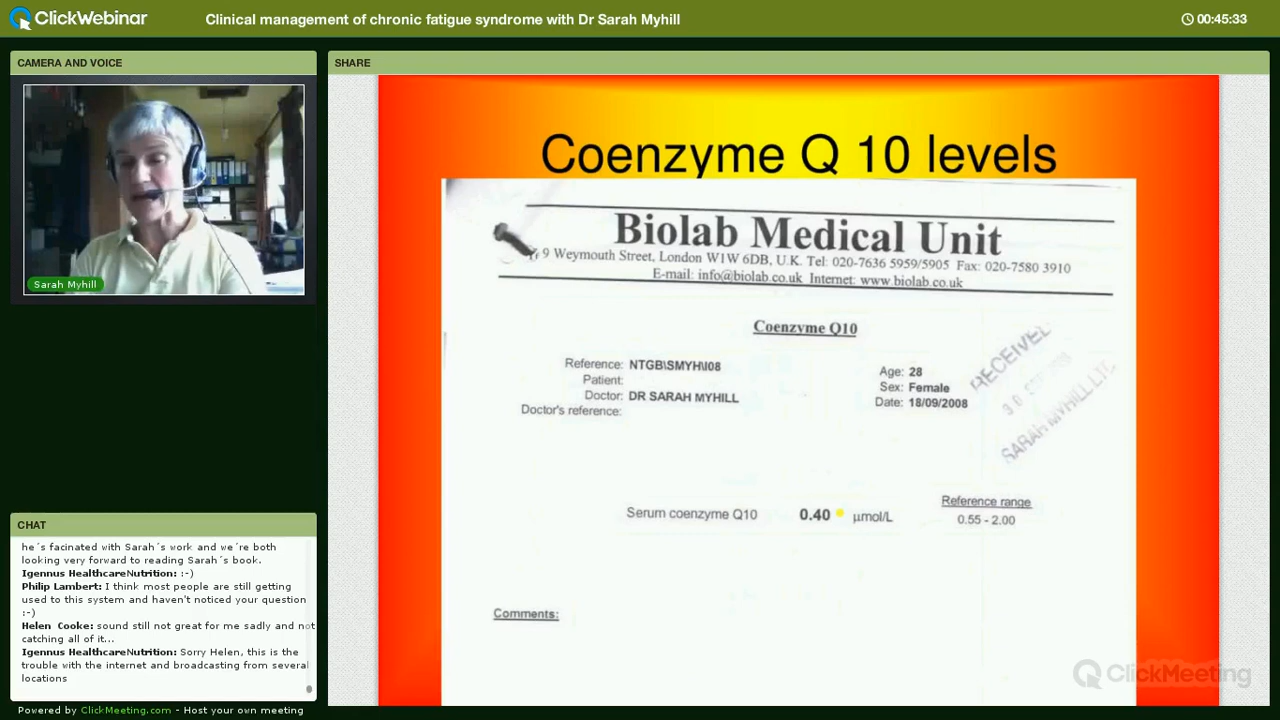 ClickWebinar
Clinical management of chronic fatigue syndrome with Dr Sarah Myhill
00:45:33
CAMERA AND VOICE
Sarah Myhill
CHAT
he´s facinated with Sarah´s work and we´re both
looking very forward to reading Sarah´s book.
Igennus HealthcareNutrition: :-)
Philip Lambert: I think most people are still getting
used to this system and haven't noticed your question
:-)
Helen Cooke: sound still not great for me sadly and not
catching all of it...
Igennus HealthcareNutrition: Sorry Helen, this is the
trouble with the internet and broadcasting from several
locations
Powered by ClickMeeting.com - Host your own meeting
SHARE
Coenzyme Q 10 levels
Biolab Medical Unit
9 Weymouth Street, London W1W 6DB, U.K. Tel: 020-7636 5959/5905 Fax: 020-7580 3910
E-mail: info@biolab.co.uk Internet: www.biolab.co.uk
Coenzyme Q10
Reference: NTGB\SMYH\I08
Patient:
Doctor: DR SARAH MYHILL
Doctor's reference:
Age: 28
Sex: Female
Date: 18/09/2008
RECEIVED
30
SARAH MYHILL LTD
Serum coenzyme Q10 0.40 µmol/L
Reference range
0.55 - 2.00
Comments:
ClickMeeting